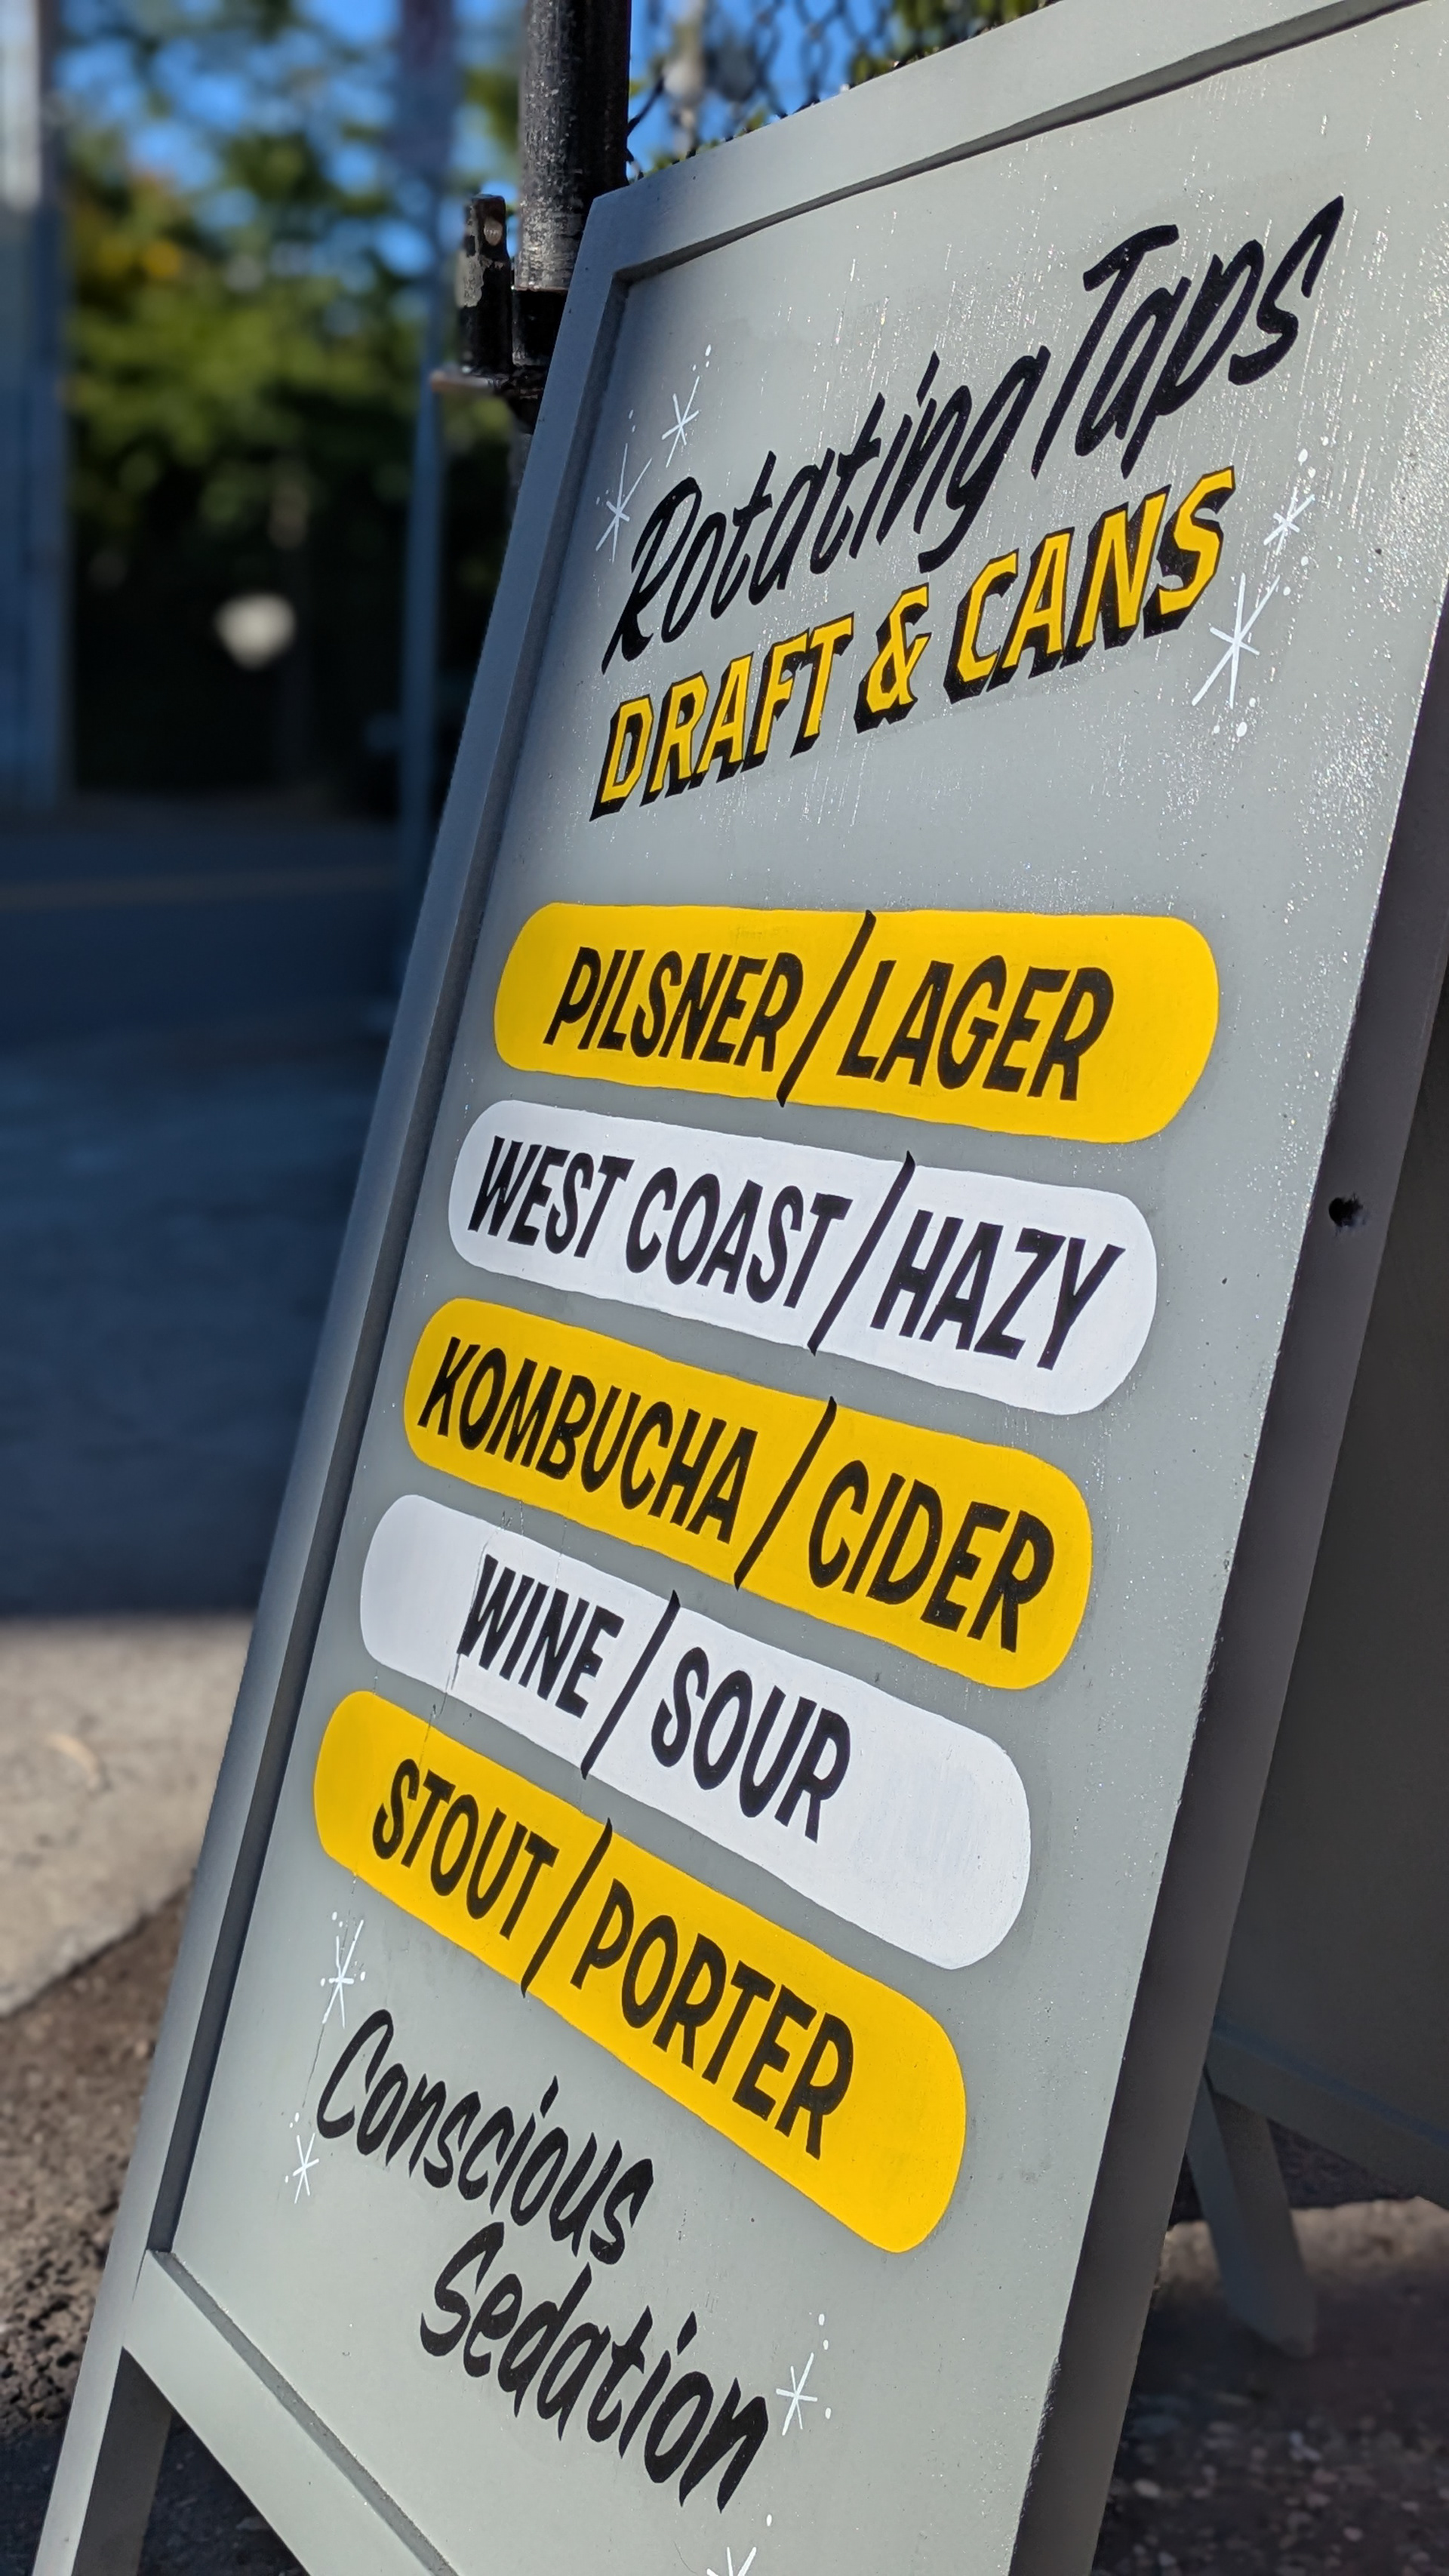 Rotating Taps
DRAFT & CANS
PILSNER/LAGER
WEST COAST/HAZY
KOMBUCHA/CIDER
WINE/SOUR
STOUT/PORTER
Conscious
Sedation